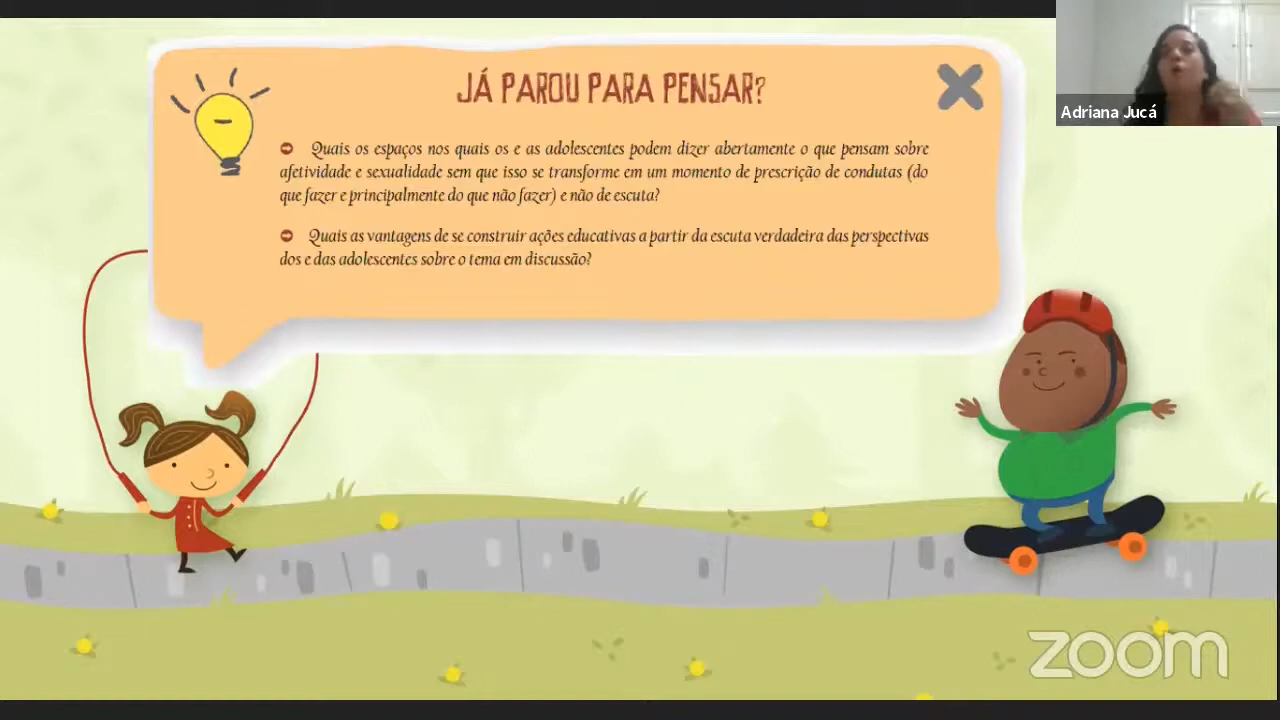 JÁ PAROU PARA PENSAR?
Quais os espaços nos quais os e as adolescentes podem dizer abertamente o que pensam sobre
afetividade e sexualidade sem que isso se transforme em um momento de prescrição de condutas (do
que fazer e principalmente do que não fazer) e não de escuta?
Quais as vantagens de se construir ações educativas a partir da escuta verdadeira das perspectivas
dos e das adolescentes sobre o tema em discussão?
Adriana Jucá
zoom